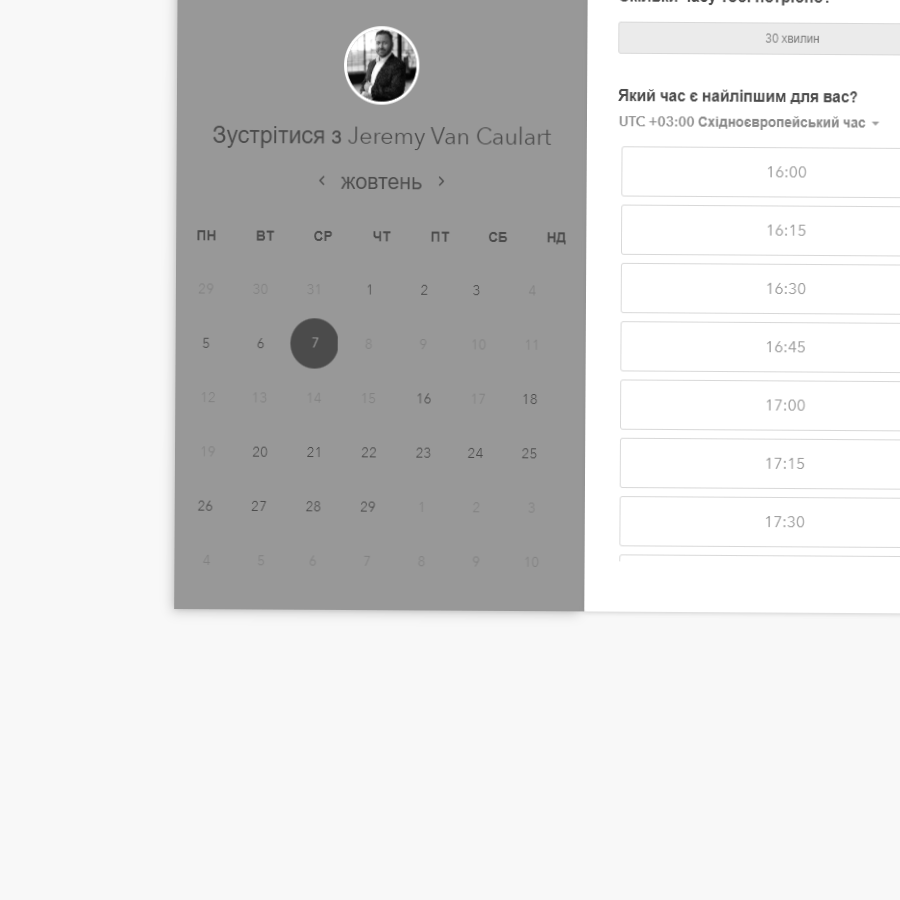 Зустрітися з Jeremy Van Caulart
жовтень
ПН ВТ СР ЧТ ПТ СБ НД
29 30 31 1 2 3 4
5 6 7 8 9 10 11
12 13 14 15 16 17 18
19 20 21 22 23 24 25
26 27 28 29 1 2 3
4 5 6 7 8 9 10
30 хвилин
Який час є найліпшим для вас?
UTC +03:00 Східноєвропейський час
16:00
16:15
16:30
16:45
17:00
17:15
17:30